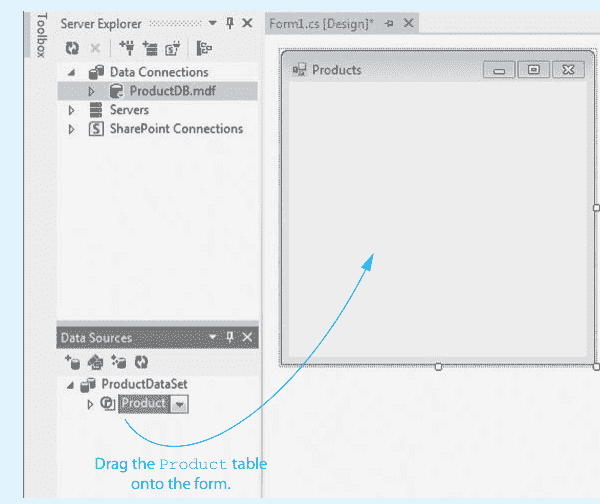 Toolbox
Server Explorer
Data Connections
ProductDB.mdf
Servers
SharePoint Connections
Form1.cs [Design]*
Products
Data Sources
ProductDataSet
Product
Drag the Product table
onto the form.